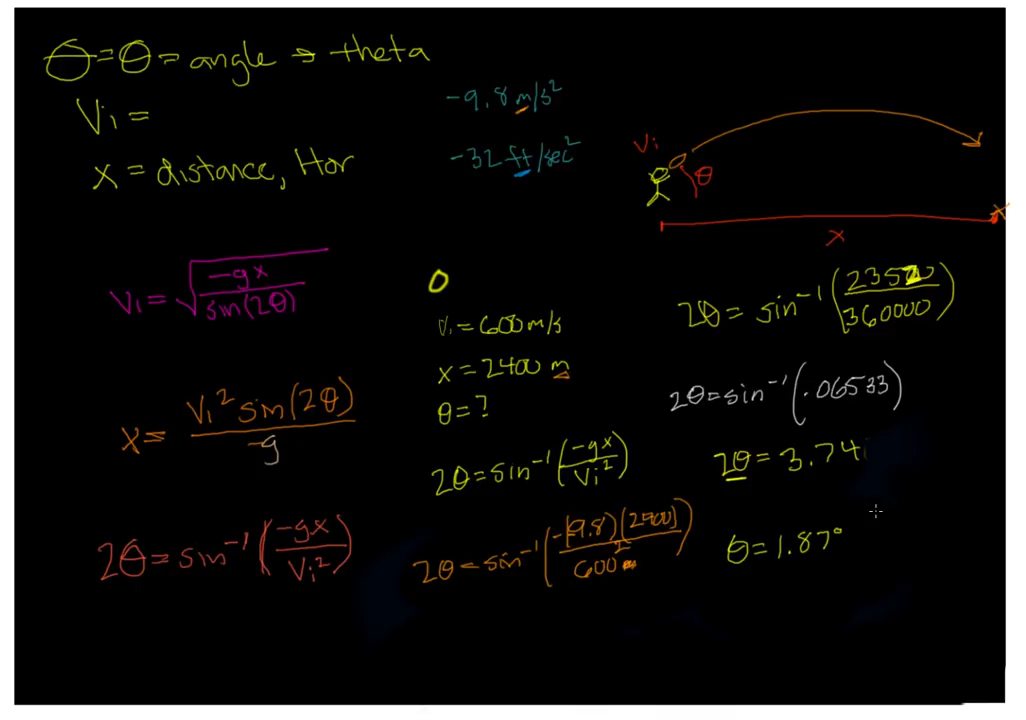 θ=θ=angle → theta
Vi=
x=distance, Hor
-9.8 m/s²
-32 ft/sec²
Vi
θ
x
Vi=√(-gx/sin(2θ))
x= Vi² sin(2θ)/-g
2θ=sin⁻¹(-gx/Vi²)
0
Vi=600m/s
x=2400 m
θ=?
2θ=sin⁻¹(-gx/Vi²)
2θ=sin⁻¹(-(9.8)(2400)/600²)
2θ= sin⁻¹(23520/360000)
2θ=sin⁻¹(.06533)
2θ=3.74
θ=1.87°